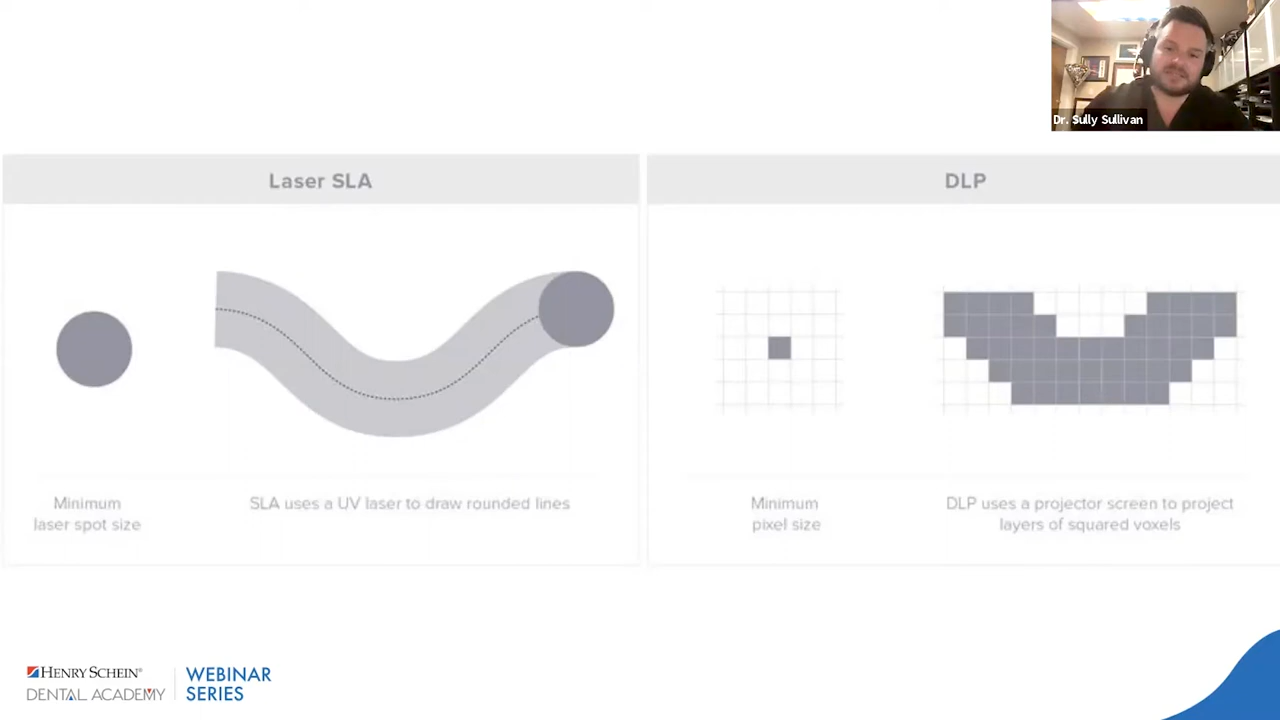 Dr. Sully Sullivan
Laser SLA
DLP
Minimum
laser spot size
SLA uses a UV laser to draw rounded lines
Minimum
pixel size
DLP uses a projector screen to project
layers of squared voxels
HENRY SCHEIN®
DENTAL ACADEMY
WEBINAR
SERIES